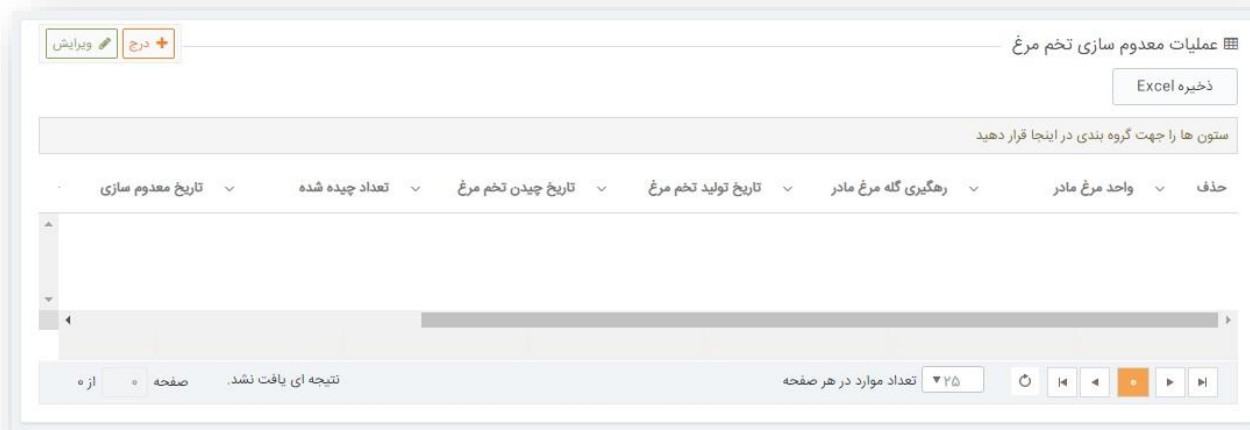 عملیات معدوم سازی تخم مرغ درج ویرایش
ذخیره Excel
ستون ها را جهت گروه بندی در اینجا قرار دهید
حذف واحد مرغ مادر رهگیری گله مرغ مادر تاریخ تولید تخم مرغ تاریخ چیدن تخم مرغ تعداد چیده شده تاریخ معدوم سازی
۰ ۲۵ تعداد موارد در هر صفحه نتیجه ای یافت نشد. صفحه ۰ از ۰